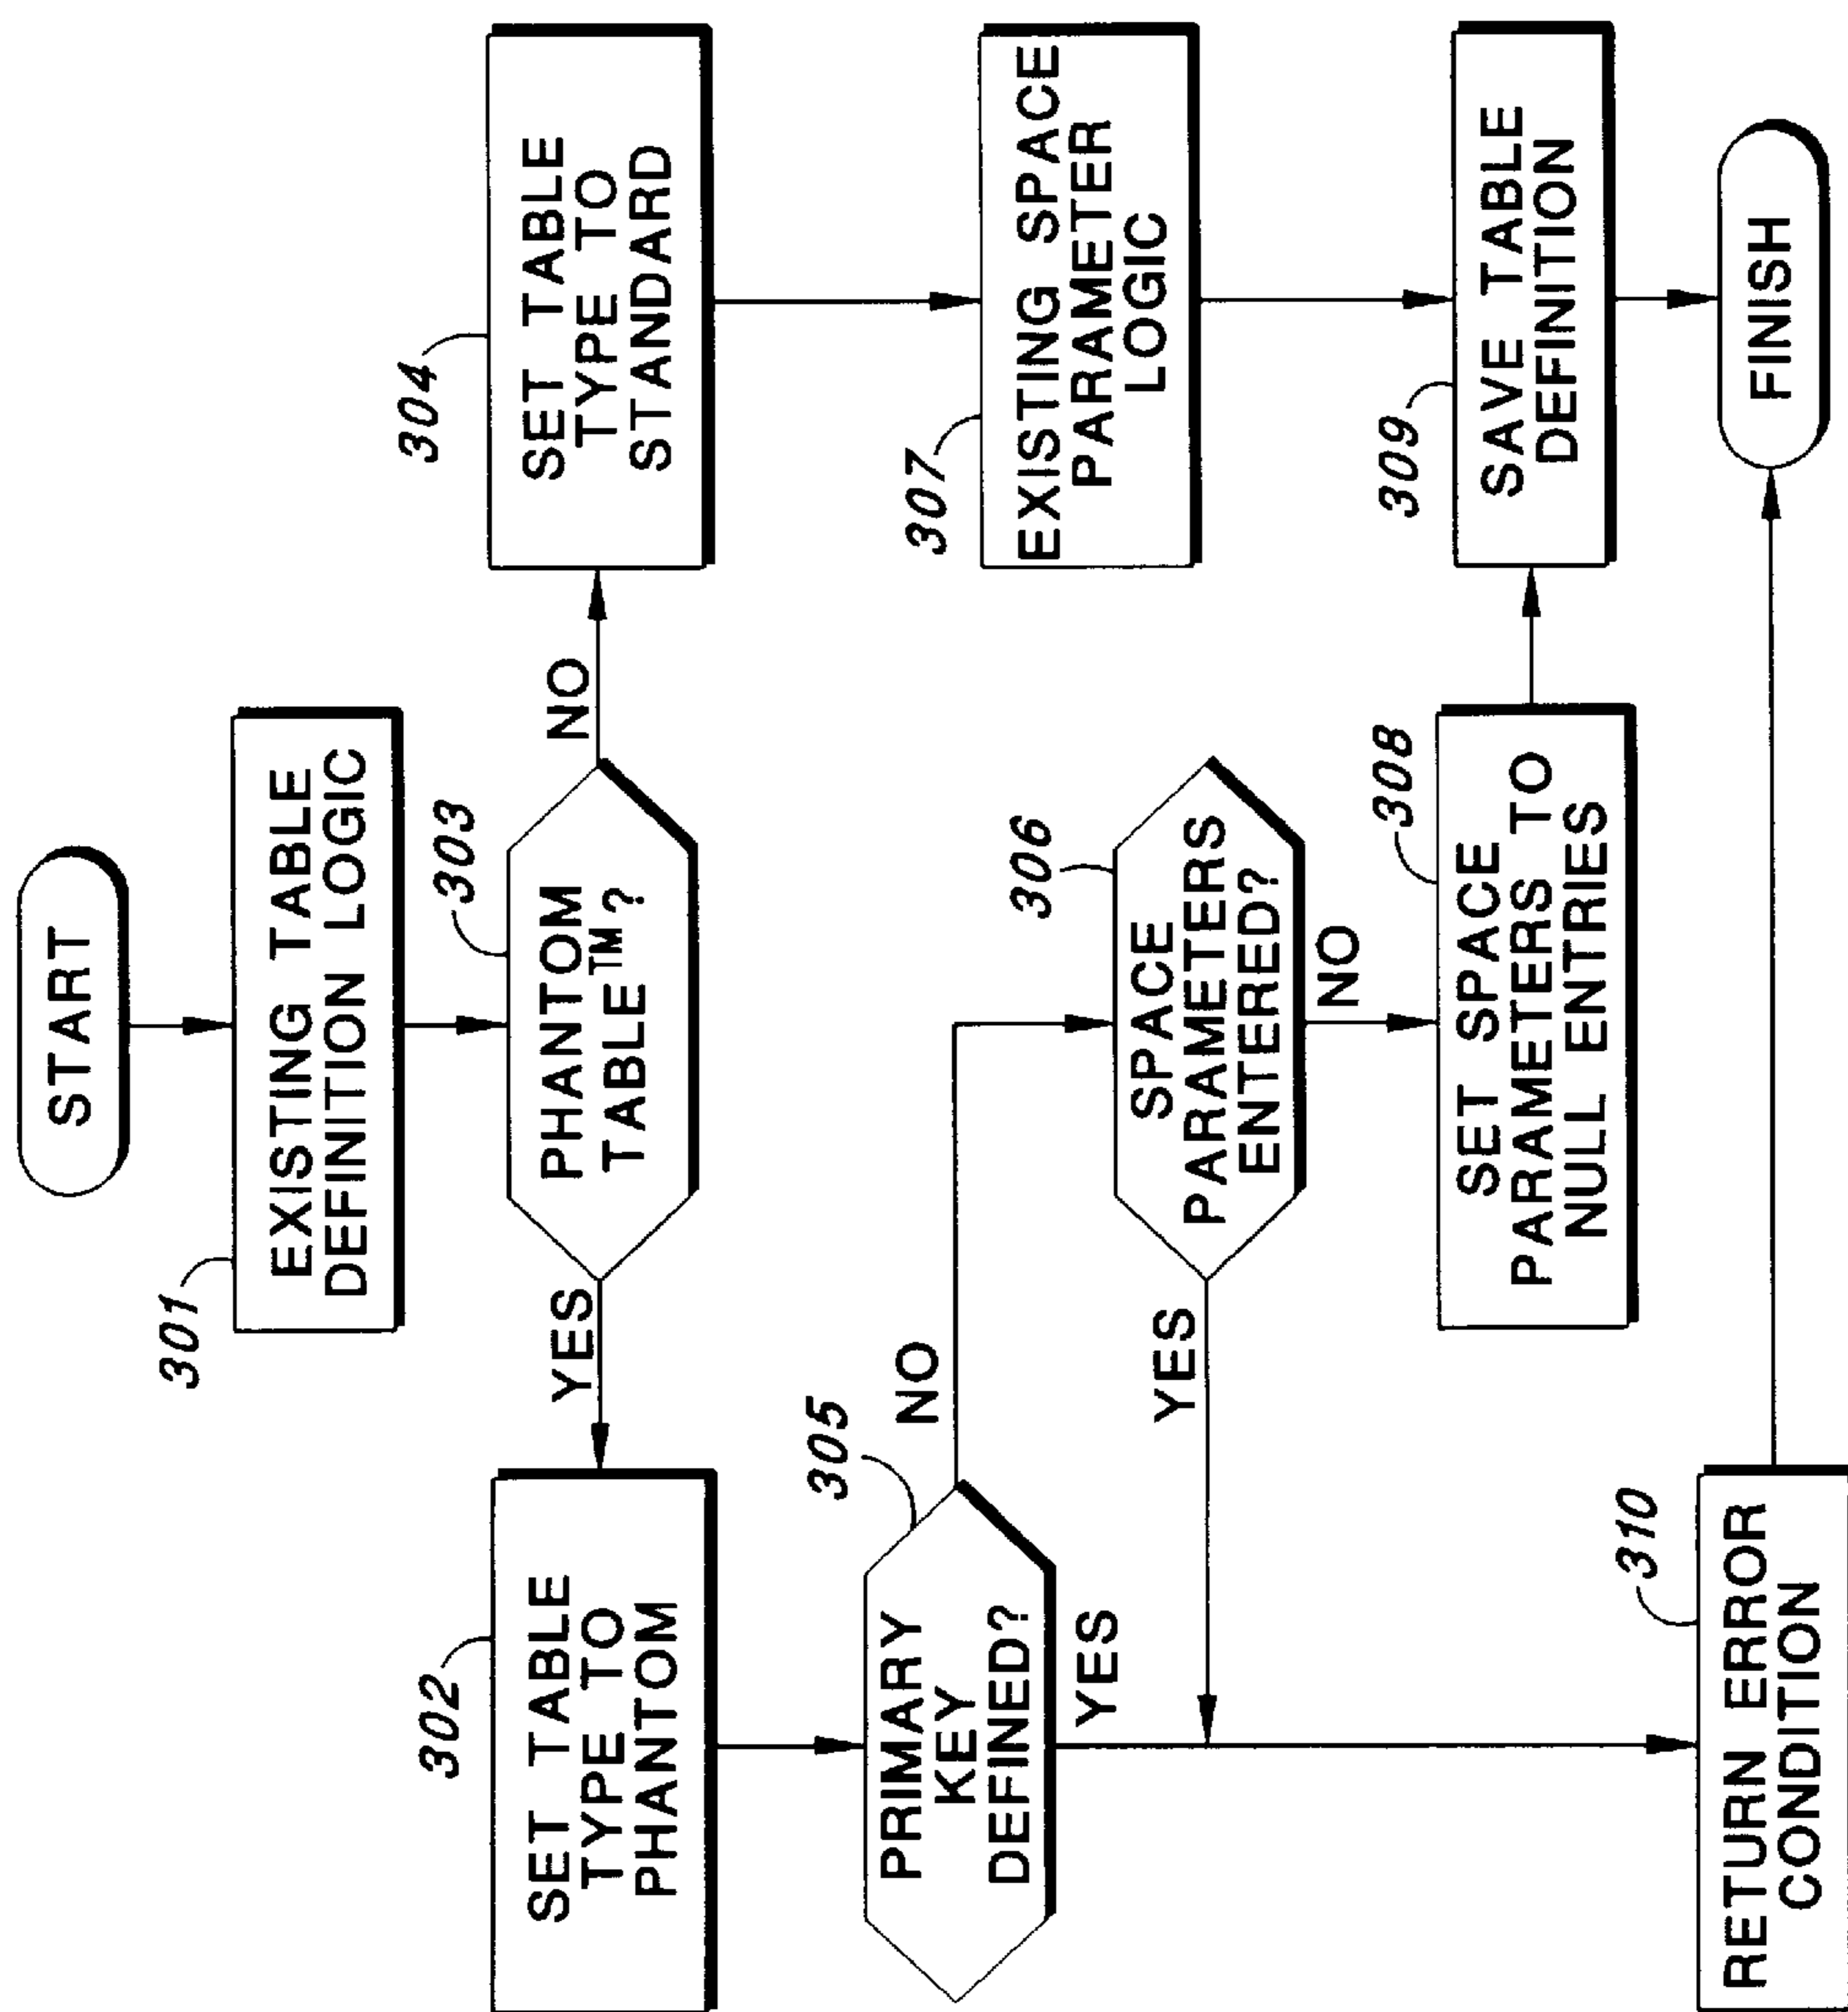 START
301
EXISTING TABLE
DEFINITION LOGIC
303
PHANTOM
TABLE™?
YES
NO
302
SET TABLE
TYPE TO
PHANTOM
304
SET TABLE
TYPE TO
STANDARD
305
PRIMARY
KEY
DEFINED?
NO
YES
306
SPACE
PARAMETERS
ENTERED?
YES
NO
307
EXISTING SPACE
PARAMETER
LOGIC
308
SET SPACE
PARAMETERS TO
NULL ENTRIES
309
SAVE TABLE
DEFINITION
310
RETURN ERROR
CONDITION
FINISH